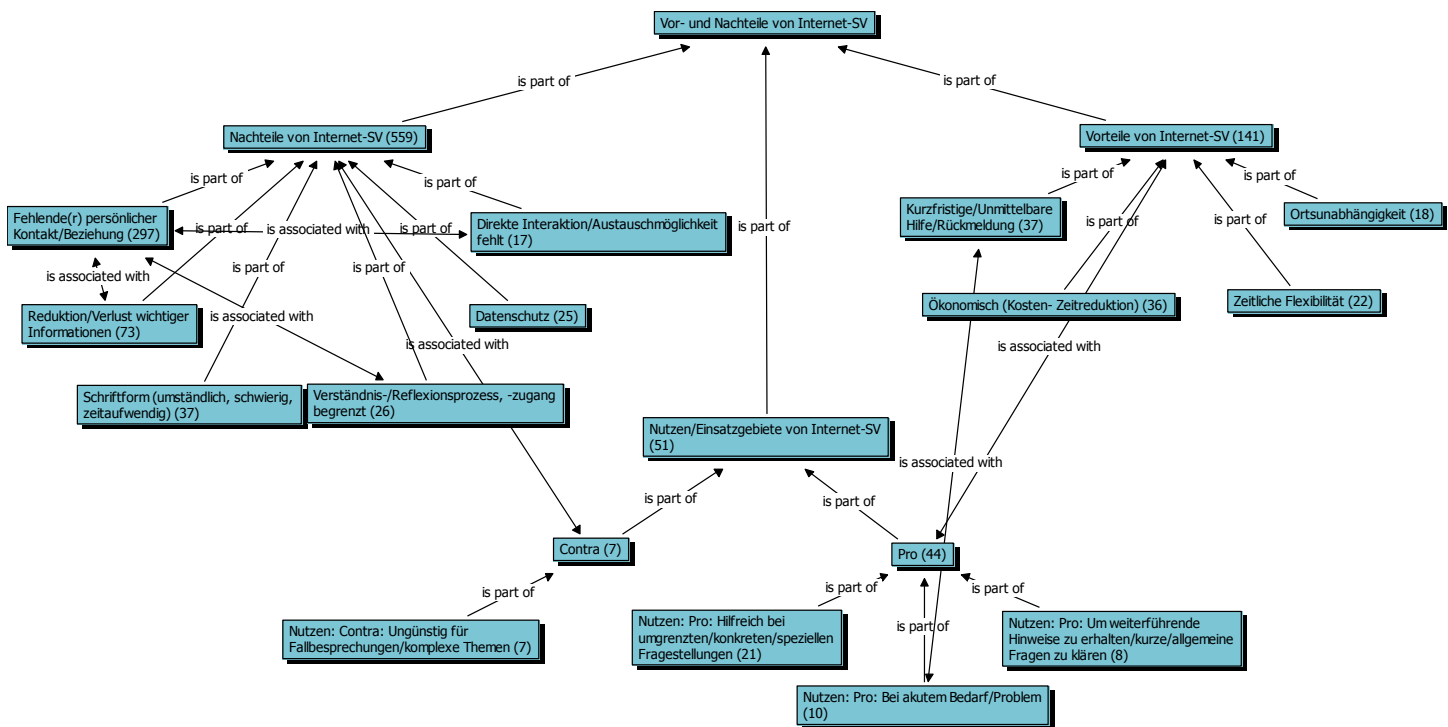 Vor- und Nachteile von Internet-SV
is part of
is part of
Nachteile von Internet-SV (559)
Vorteile von Internet-SV (141)
is part of
is part of
is part of
is part of
Fehlende(r) persönlicher
Kontakt/Beziehung (297)
Direkte Interaktion/Austauschmöglichkeit
fehlt (17)
is part of
is associated with
is part of
is part of
Kurzfristige/Unmittelbare
Hilfe/Rückmeldung (37)
is part of
is part of
Ortsunabhängigkeit (18)
is associated with
is part of
is part of
Reduktion/Verlust wichtiger
Informationen (73)
is associated with
Datenschutz (25)
Ökonomisch (Kosten- Zeitreduktion) (36)
Zeitliche Flexibilität (22)
is associated with
is associated with
Schriftform (umständlich, schwierig,
zeitaufwendig) (37)
Verständnis-/Reflexionsprozess, -zugang
begrenzt (26)
Nutzen/Einsatzgebiete von Internet-SV
(51)
is associated with
is part of
is part of
Contra (7)
Pro (44)
is part of
is part of
is part of
is part of
Nutzen: Contra: Ungünstig für
Fallbesprechungen/komplexe Themen (7)
Nutzen: Pro: Hilfreich bei
umgrenzten/konkreten/speziellen
Fragestellungen (21)
Nutzen: Pro: Um weiterführende
Hinweise zu erhalten/kurze/allgemeine
Fragen zu klären (8)
Nutzen: Pro: Bei akutem Bedarf/Problem
(10)